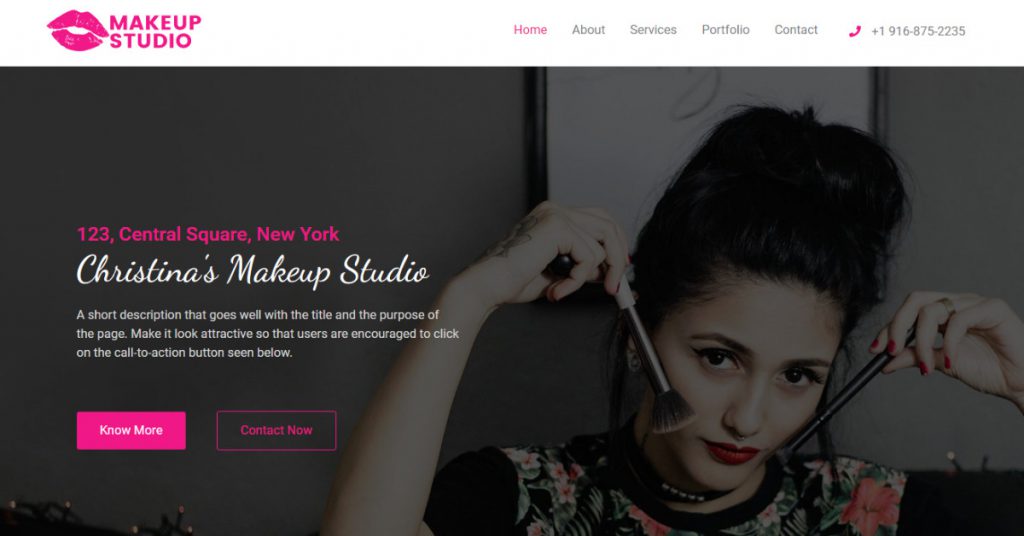 MAKEUP
STUDIO
Home About Services Portfolio Contact +1 916-875-2235
123, Central Square, New York
Christina's Makeup Studio
A short description that goes well with the title and the purpose of
the page. Make it look attractive so that users are encouraged to click
on the call-to-action button seen below.
Know More Contact Now